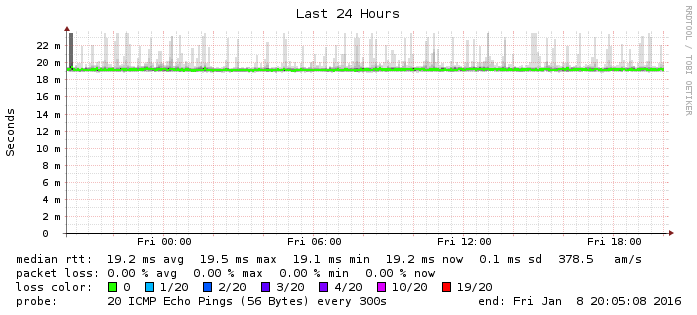 Last 24 Hours
RRDTOOL / TOBI OETIKER
Seconds
22 m
20 m
18 m
16 m
14 m
12 m
10 m
8 m
6 m
4 m
2 m
0
Fri 00:00 Fri 06:00 Fri 12:00 Fri 18:00
median rtt: 19.2 ms avg 19.5 ms max 19.1 ms min 19.2 ms now 0.1 ms sd 378.5 am/s
packet loss: 0.00 % avg 0.00 % max 0.00 % min 0.00 % now
loss color: 0 1/20 2/20 3/20 4/20 10/20 19/20
probe: 20 ICMP Echo Pings (56 Bytes) every 300s end: Fri Jan 8 20:05:08 2016